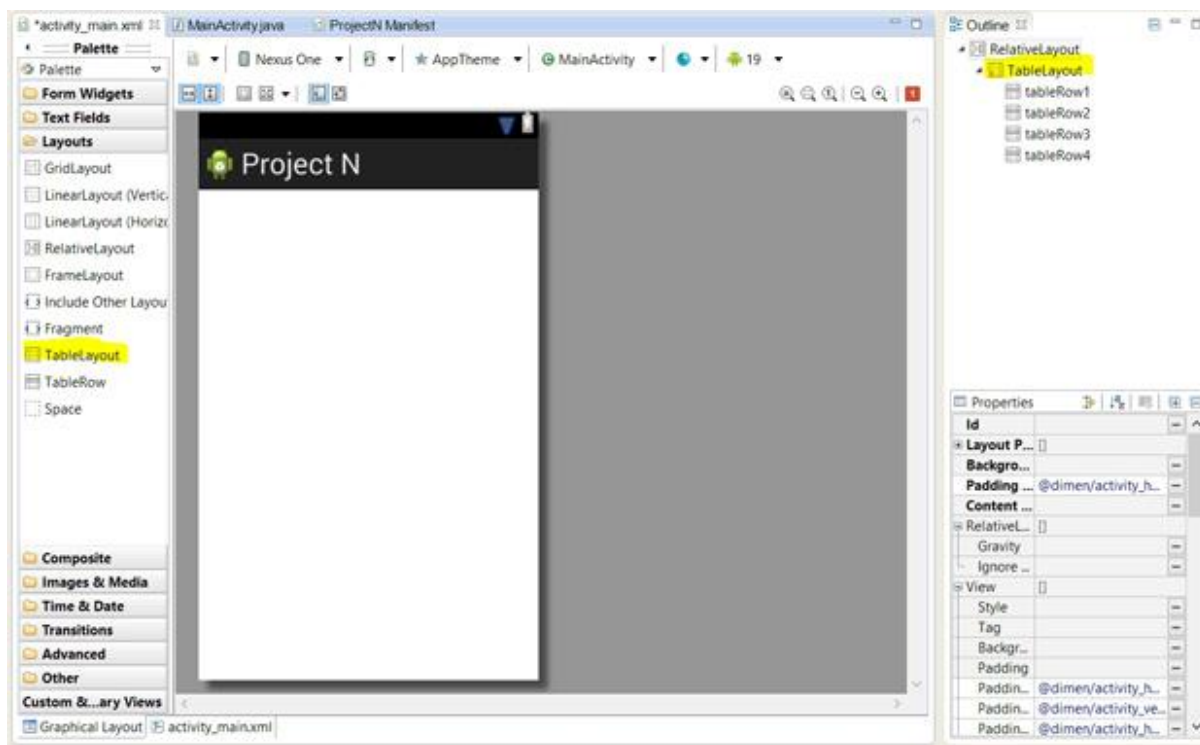 *activity_main.xml
MainActivity.java
ProjectN Manifest
Palette
Palette
Form Widgets
Text Fields
Layouts
GridLayout
LinearLayout (Vertic
LinearLayout (Horizo
RelativeLayout
FrameLayout
Include Other Layou
Fragment
TableLayout
TableRow
Space
Composite
Images & Media
Time & Date
Transitions
Advanced
Other
Custom &...ary Views
Graphical Layout
activity_main.xml
Nexus One
AppTheme
MainActivity
19
1
Project N
Outline
RelativeLayout
TableLayout
tableRow1
tableRow2
tableRow3
tableRow4
Properties
Id
Layout P... []
Backgro...
Padding ... @dimen/activity_h...
Content ...
RelativeL... []
Gravity
Ignore ...
View []
Style
Tag
Backgr...
Padding
Paddin... @dimen/activity_h...
Paddin... @dimen/activity_ve...
Paddin... @dimen/activity_h...